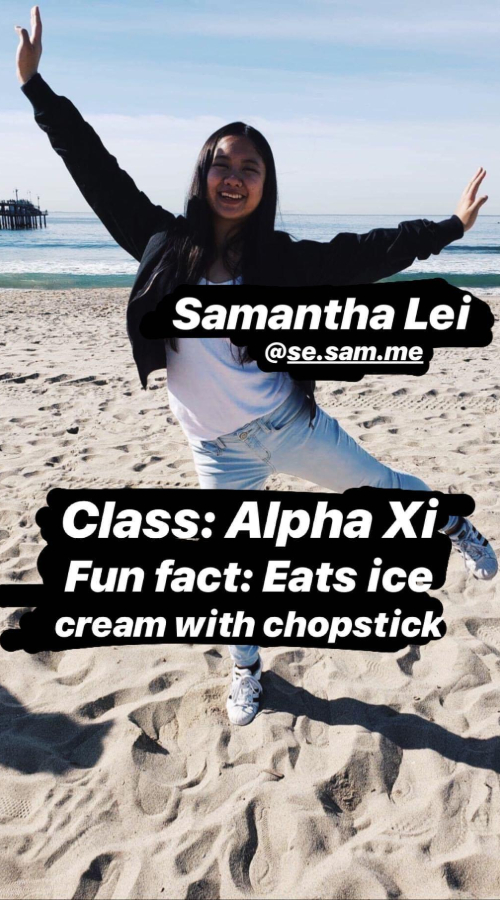 Samantha Lei
@se.sam.me
Class: Alpha Xi
Fun fact: Eats ice
cream with chopstick